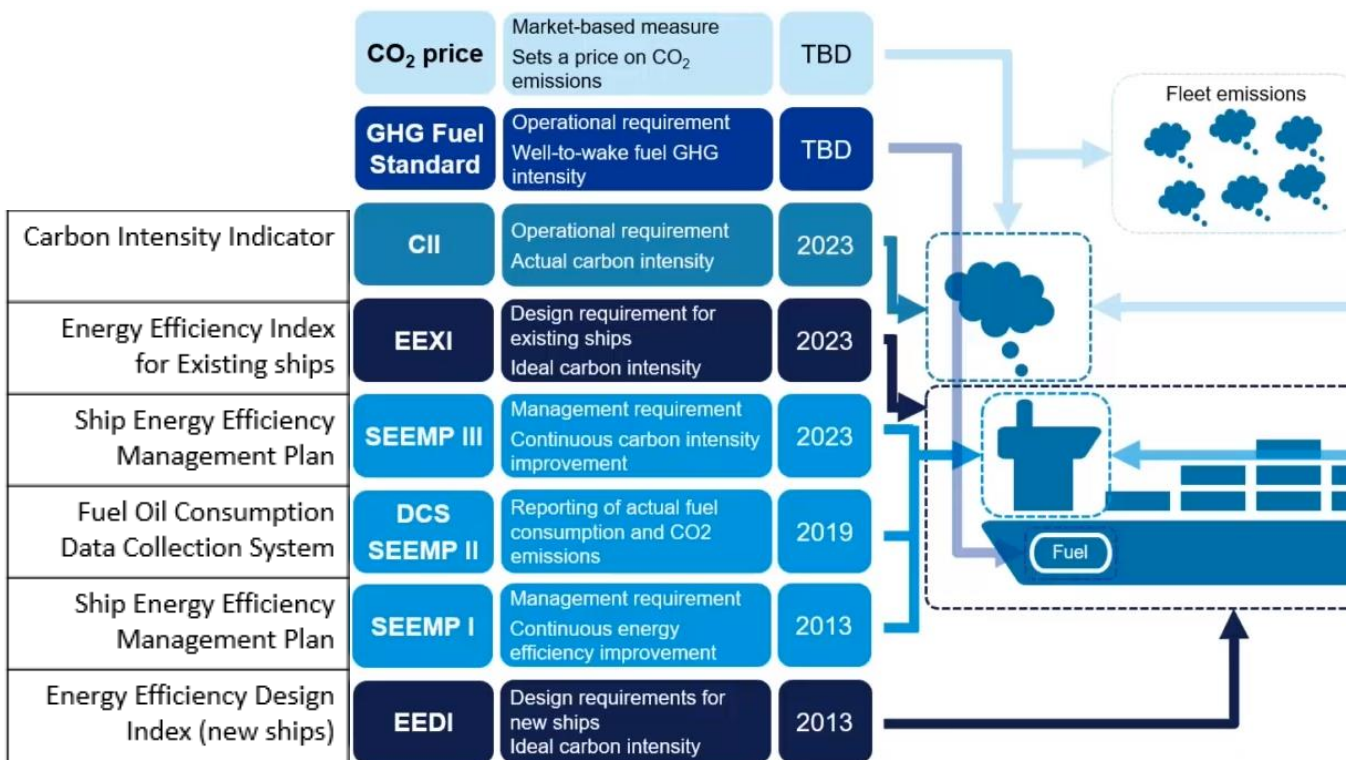 CO₂ price
Market-based measure
Sets a price on CO₂
emissions
TBD
Fleet emissions
GHG Fuel
Standard
Operational requirement
Well-to-wake fuel GHG
intensity
TBD
Carbon Intensity Indicator
CII
Operational requirement
Actual carbon intensity
2023
Energy Efficiency Index
for Existing ships
EEXI
Design requirement for
existing ships
Ideal carbon intensity
2023
Ship Energy Efficiency
Management Plan
SEEMP III
Management requirement
Continuous carbon intensity
improvement
2023
Fuel Oil Consumption
Data Collection System
DCS
SEEMP II
Reporting of actual fuel
consumption and CO2
emissions
2019
Fuel
Ship Energy Efficiency
Management Plan
SEEMP I
Management requirement
Continuous energy
efficiency improvement
2013
Energy Efficiency Design
Index (new ships)
EEDI
Design requirements for
new ships
Ideal carbon intensity
2013